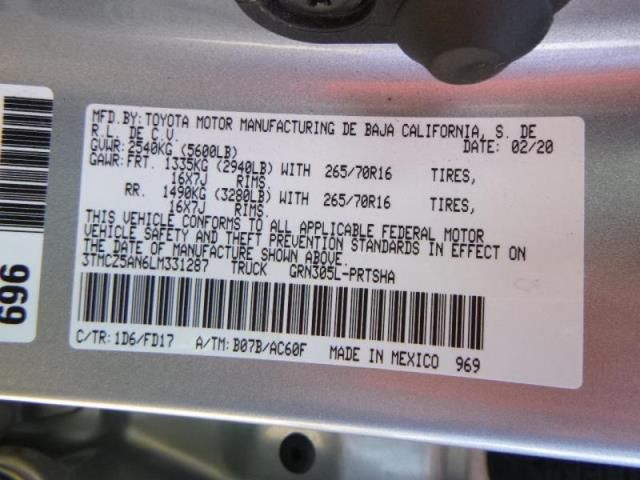 MFD.BY:TOYOTA MOTOR MANUFACTURING DE BAJA CALIFORNIA, S. DE
R.L. DE C.V. DATE: 02/20
GVWR:2540KG (5600LB)
GAWR:FRT. 1335KG (2940LB) WITH 265/70R16 TIRES,
16X7J RIMS.
RR. 1490KG (3280LB) WITH 265/70R16 TIRES,
16X7J RIMS.
THIS VEHICLE CONFORMS TO ALL APPLICABLE FEDERAL MOTOR
VEHICLE SAFETY AND THEFT PREVENTION STANDARDS IN EFFECT ON
THE DATE OF MANUFACTURE SHOWN ABOVE.
3TMCZ5AN6LM331287 TRUCK GRN305L-PRTSHA
C/TR:1D6/FD17 A/TM:B07B/AC60F MADE IN MEXICO 969
969